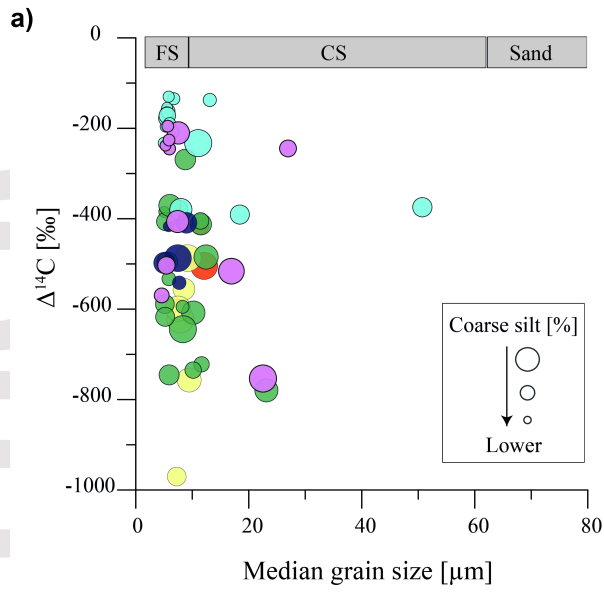 a)
0
FS CS Sand
-200
-400
-600
-800
-1000
Δ¹⁴C [‰]
Coarse silt [%]
Lower
0 20 40 60 80
Median grain size [µm]